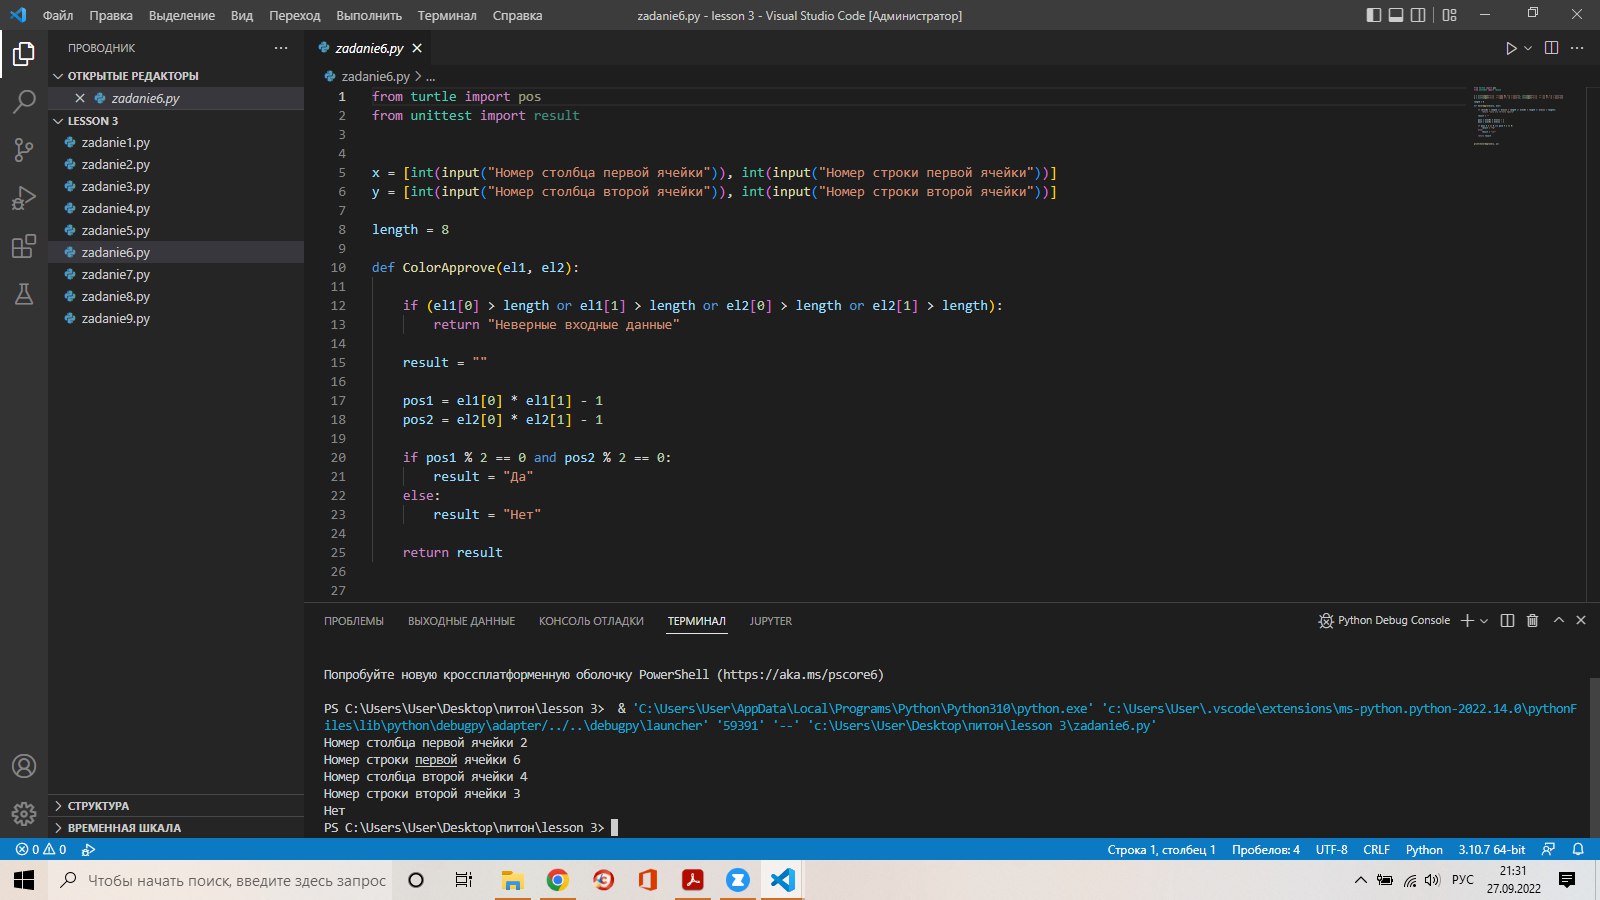 Файл Правка Выделение Вид Переход Выполнить Терминал Справка zadanie6.py - lesson 3 - Visual Studio Code [Администратор]
ПРОВОДНИК
ОТКРЫТЫЕ РЕДАКТОРЫ
zadanie6.py
LESSON 3
zadanie1.py
zadanie2.py
zadanie3.py
zadanie4.py
zadanie5.py
zadanie6.py
zadanie7.py
zadanie8.py
zadanie9.py
СТРУКТУРА
ВРЕМЕННАЯ ШКАЛА
zadanie6.py
zadanie6.py > ...
1 from turtle import pos
2 from unittest import result
3
4
5 x = [int(input("Номер столбца первой ячейки")), int(input("Номер строки первой ячейки"))]
6 y = [int(input("Номер столбца второй ячейки")), int(input("Номер строки второй ячейки"))]
7
8 length = 8
9
10 def ColorApprove(el1, el2):
11
12 if (el1[0] > length or el1[1] > length or el2[0] > length or el2[1] > length):
13 return "Неверные входные данные"
14
15 result = ""
16
17 pos1 = el1[0] * el1[1] - 1
18 pos2 = el2[0] * el2[1] - 1
19
20 if pos1 % 2 == 0 and pos2 % 2 == 0:
21 result = "Да"
22 else:
23 result = "Нет"
24
25 return result
26
27
ПРОБЛЕМЫ ВЫХОДНЫЕ ДАННЫЕ КОНСОЛЬ ОТЛАДКИ ТЕРМИНАЛ JUPYTER Python Debug Console
Попробуйте новую кроссплатформенную оболочку PowerShell (https://aka.ms/pscore6)
PS C:\Users\User\Desktop\питон\lesson 3> & 'C:\Users\User\AppData\Local\Programs\Python\Python310\python.exe' 'c:\Users\User\.vscode\extensions\ms-python.python-2022.14.0\pythonF
iles\lib\python\debugpy\adapter/../..\debugpy\launcher' '59391' '--' 'c:\Users\User\Desktop\питон\lesson 3\zadanie6.py'
Номер столбца первой ячейки 2
Номер строки первой ячейки 6
Номер столбца второй ячейки 4
Номер строки второй ячейки 3
Нет
PS C:\Users\User\Desktop\питон\lesson 3>
0 0 Строка 1, столбец 1 Пробелов: 4 UTF-8 CRLF Python 3.10.7 64-bit
Чтобы начать поиск, введите здесь запрос РУС 21:31
27.09.2022